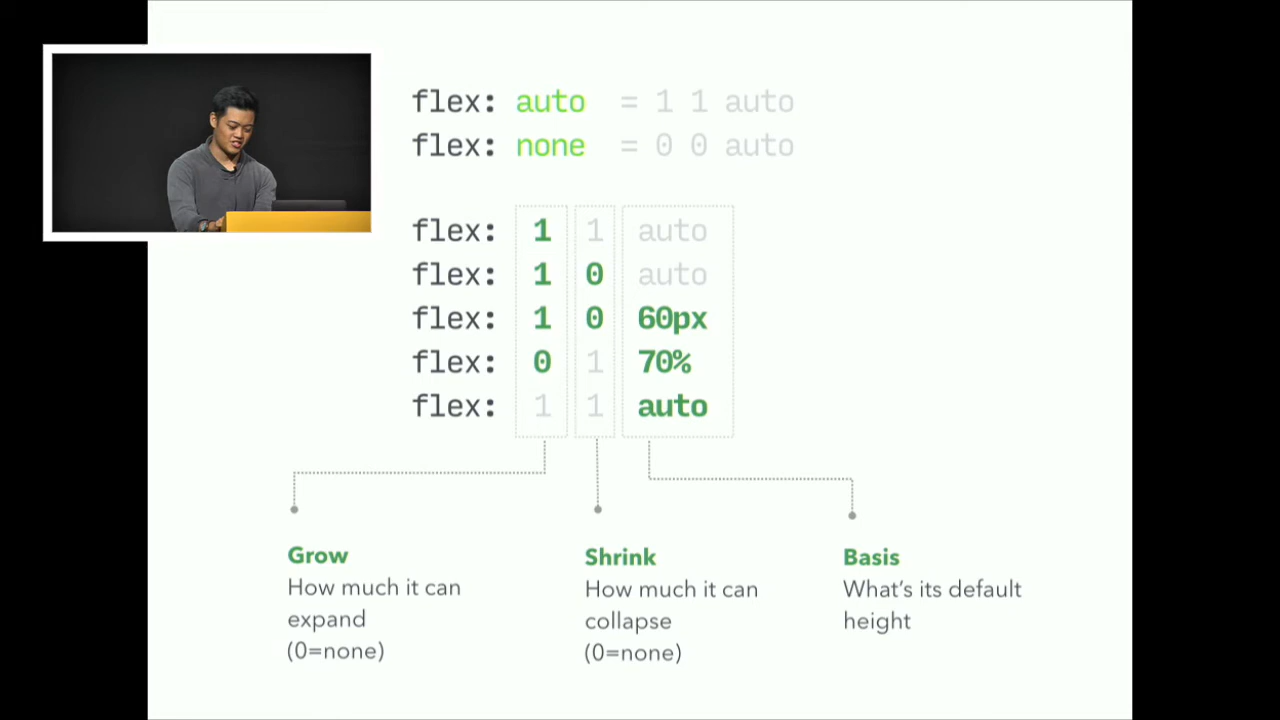 flex: auto = 1 1 auto
flex: none = 0 0 auto
flex: 1 1 auto
flex: 1 0 auto
flex: 1 0 60px
flex: 0 1 70%
flex: 1 1 auto
Grow
How much it can
expand
(0=none)
Shrink
How much it can
collapse
(0=none)
Basis
What's its default
height